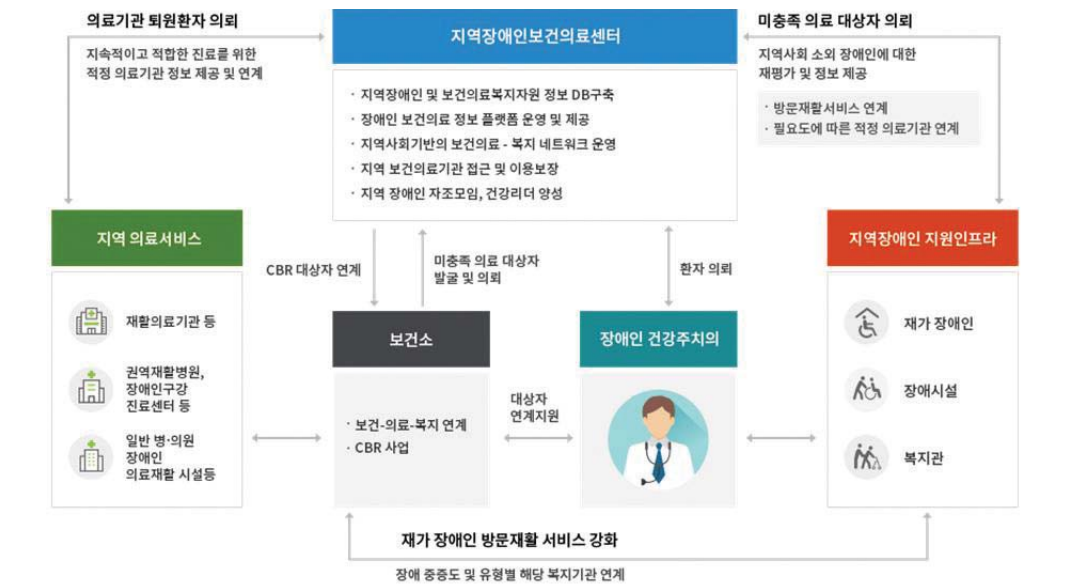 의료기관 퇴원환자 의뢰
지속적이고 적합한 진료를 위한
적정 의료기관 정보 제공 및 연계
지역장애인보건의료센터
· 지역장애인 및 보건의료복지자원 정보 DB구축
· 장애인 보건의료 정보 플랫폼 운영 및 제공
· 지역사회기반의 보건의료 - 복지 네트워크 운영
· 지역 보건의료기관 접근 및 이용보장
· 지역 장애인 자조모임, 건강리더 양성
미충족 의료 대상자 의뢰
지역사회 소외 장애인에 대한
재평가 및 정보 제공
· 방문재활서비스 연계
· 필요도에 따른 적정 의료기관 연계
지역 의료서비스
재활의료기관 등
권역재활병원,
장애인구강
진료센터 등
일반 병·의원
장애인
의료재활 시설등
CBR 대상자 연계
미충족 의료 대상자
발굴 및 의뢰
환자 의뢰
보건소
· 보건-의료-복지 연계
· CBR 사업
대상자
연계지원
장애인 건강주치의
지역장애인 지원인프라
재가 장애인
장애시설
복지관
재가 장애인 방문재활 서비스 강화
장애 중증도 및 유형별 해당 복지기관 연계